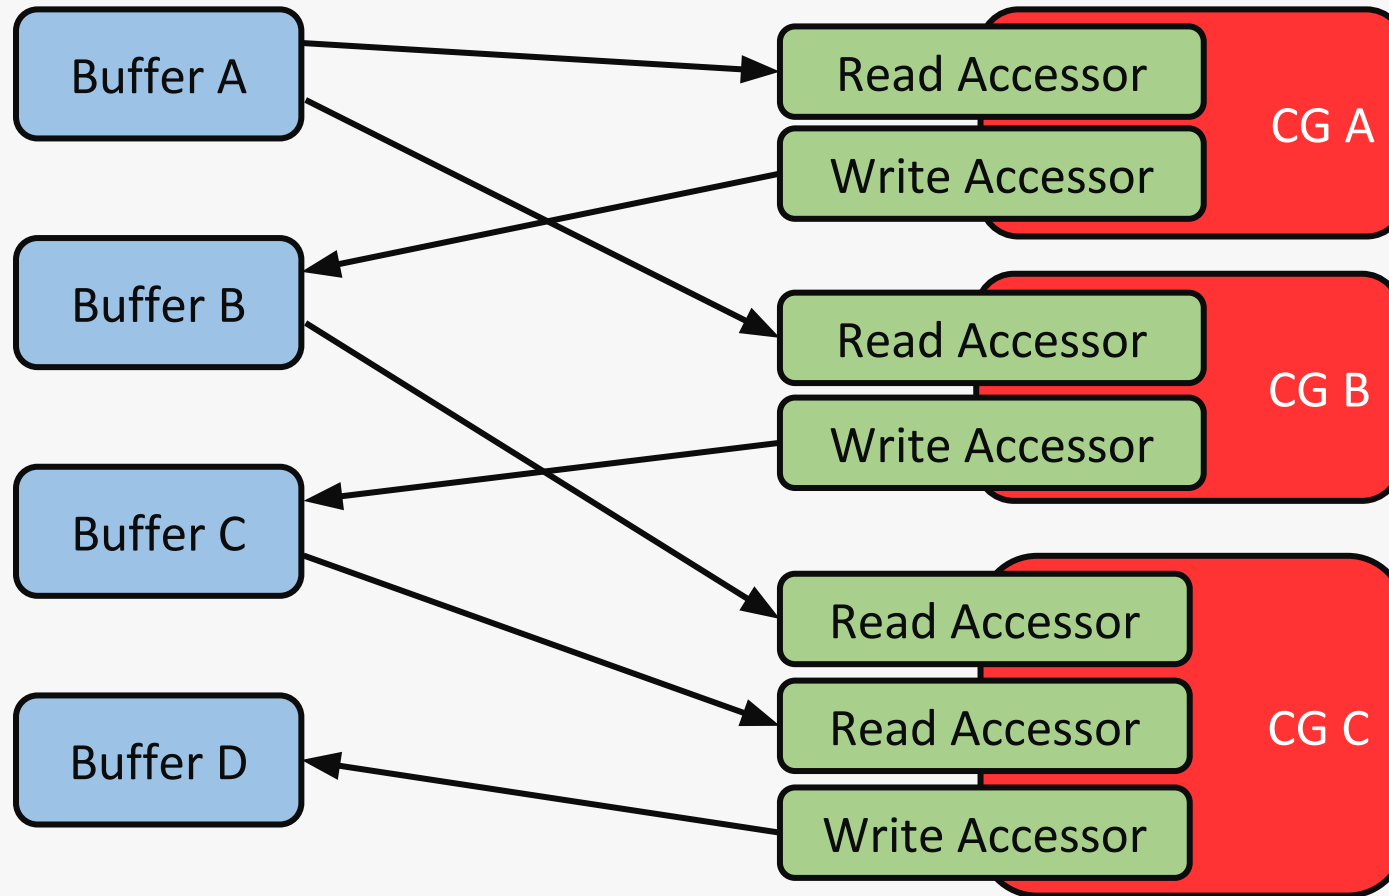 Buffer A
Buffer B
Buffer C
Buffer D
Read Accessor
Write Accessor
CG A
Read Accessor
Write Accessor
CG B
Read Accessor
Read Accessor
Write Accessor
CG C